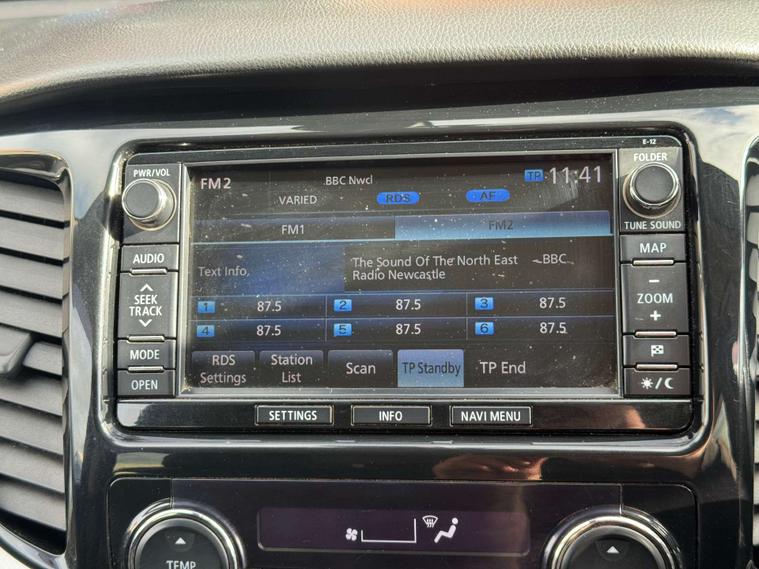 E-12
PWR/VOL
FOLDER
FM2 BBC Nwcl TP 11:41
VARIED RDS AF
TUNE SOUND
FM1 FM2
AUDIO
MAP
Text Info. The Sound Of The North East BBC
Radio Newcastle
SEEK
TRACK
ZOOM
1 87.5 2 87.5 3 87.5
4 87.5 5 87.5 6 87.5
MODE
RDS
Settings
Station
List
Scan
TP Standby
TP End
OPEN
SETTINGS INFO NAVI MENU
TEMP